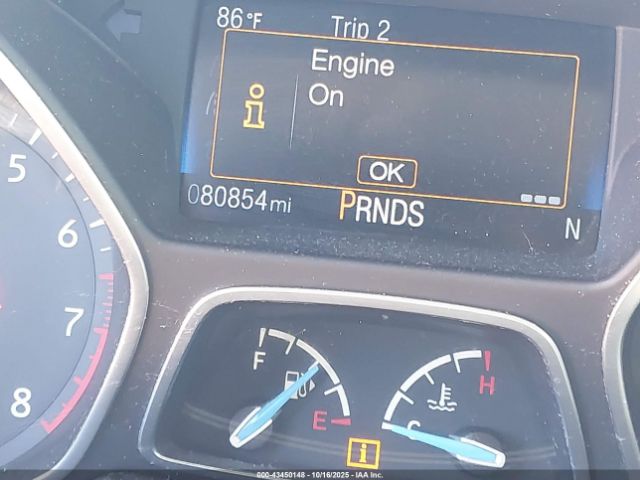 86°F Trip 2
Engine
On
i
OK
080854mi PRNDS N
5
6
7
8
F
E
H
C
i
000-43450148 - 10/16/2025 - IAA Inc.